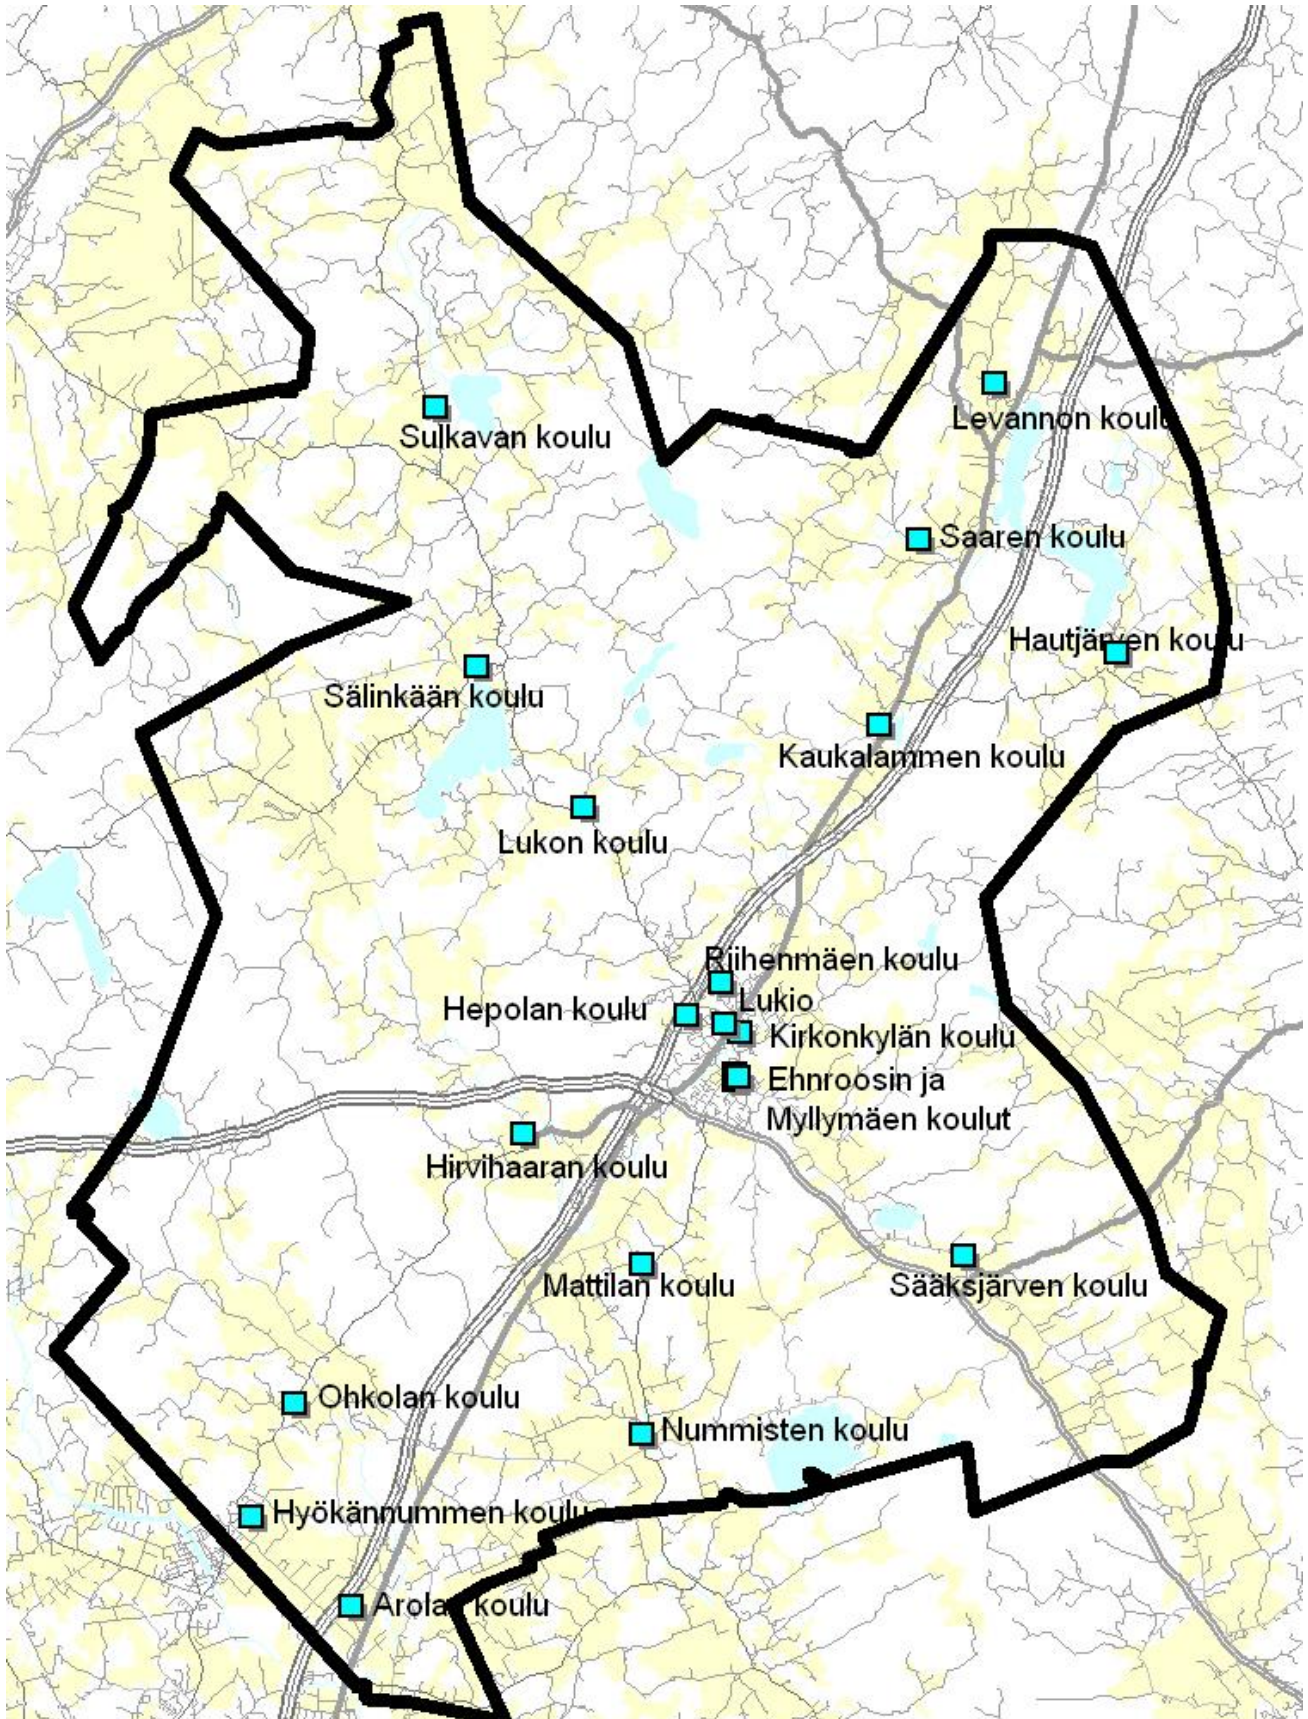 Levannon koulu
Sulkavan koulu
Saaren koulu
Hautjärven koulu
Sälinkään koulu
Kaukalammen koulu
Lukon koulu
Riihenmäen koulu
Lukio
Hepolan koulu
Kirkonkylän koulu
Ehnroosin ja
Myllymäen koulut
Hirvihaaran koulu
Mattilan koulu
Sääksjärven koulu
Ohkolan koulu
Nummisten koulu
Hyökännummen koulu
Arolan koulu